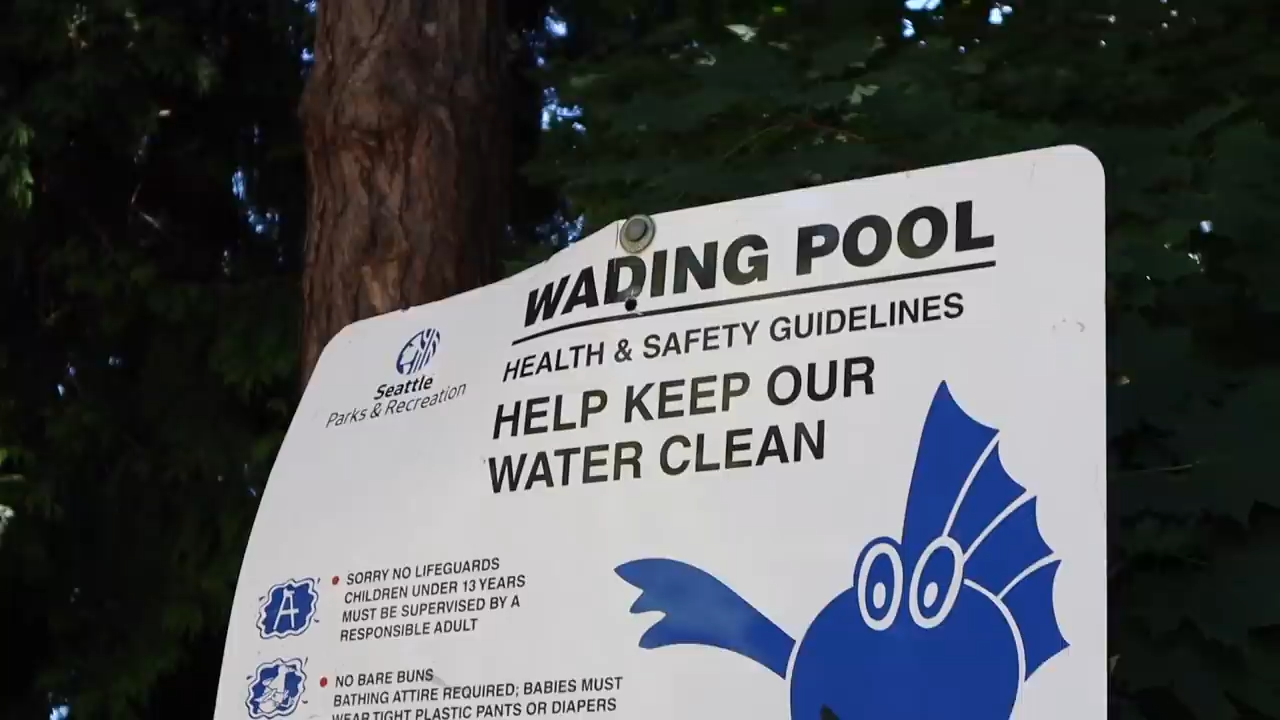 WADING POOL
HEALTH & SAFETY GUIDELINES
HELP KEEP OUR
WATER CLEAN
Seattle
Parks & Recreation
A
SORRY NO LIFEGUARDS
CHILDREN UNDER 13 YEARS
MUST BE SUPERVISED BY A
RESPONSIBLE ADULT
NO BARE BUNS
BATHING ATTIRE REQUIRED; BABIES MUST
WEAR TIGHT PLASTIC PANTS OR DIAPERS